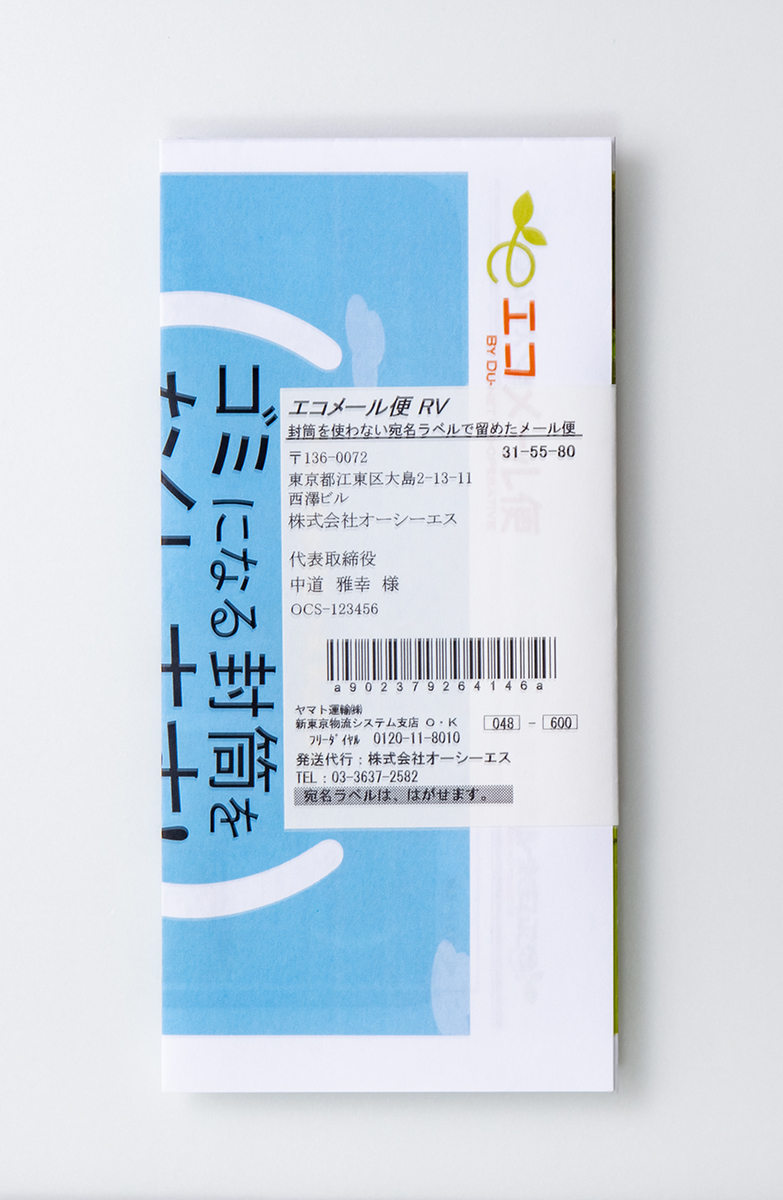 エコ
BY DU
エコメール便 RV
封筒を使わない宛名ラベルで留めたメール便
〒136-0072 31-55-80
東京都江東区大島2-13-11
西澤ビル
株式会社オーシーエス
代表取締役
中道 雅幸 様
OCS-123456
a9023792641​46a
ヤマト運輸㈱
新東京物流システム支店 O・K 048 - 600
ﾌﾘｰﾀﾞｲﾔﾙ 0120-11-8010
発送代行：株式会社オーシーエス
TEL：03-3637-2582
宛名ラベルは、はがせます。
ゴミになる封筒を